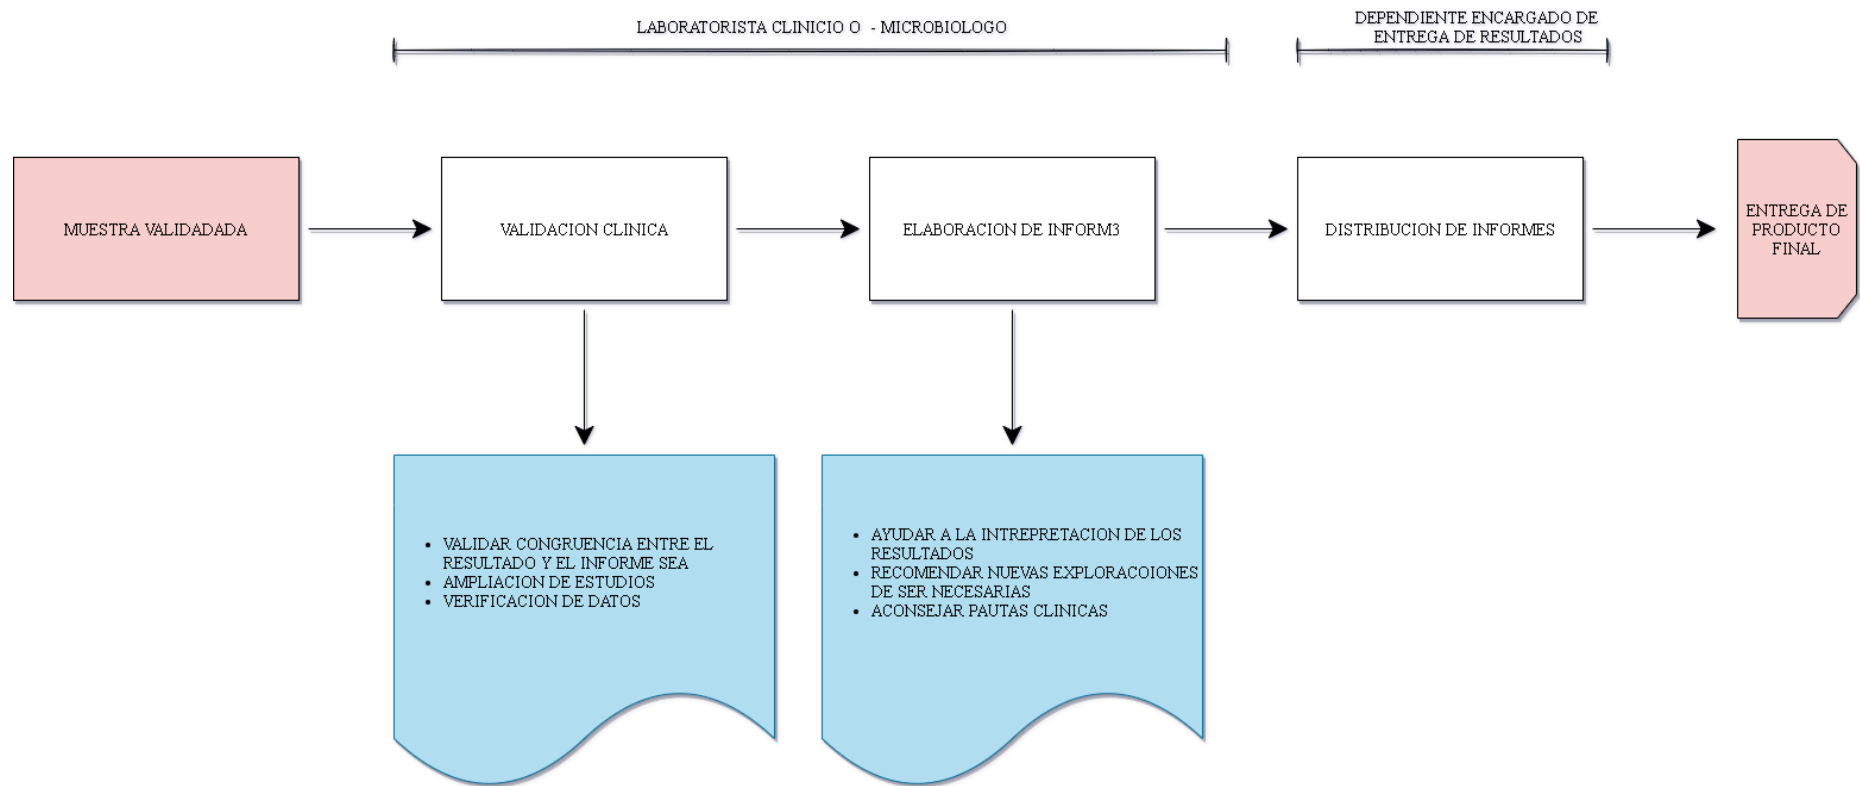 LABORATORISTA CLINICIO O - MICROBIOLOGO
DEPENDIENTE ENCARGADO DE
ENTREGA DE RESULTADOS
MUESTRA VALIDADADA
VALIDACION CLINICA
ELABORACION DE INFORM3
DISTRIBUCION DE INFORMES
ENTREGA DE
PRODUCTO
FINAL
• VALIDAR CONGRUENCIA ENTRE EL
RESULTADO Y EL INFORME SEA
• AMPLIACION DE ESTUDIOS
• VERIFICACION DE DATOS
• AYUDAR A LA INTREPRETACION DE LOS
RESULTADOS
• RECOMENDAR NUEVAS EXPLORACOIONES
DE SER NECESARIAS
• ACONSEJAR PAUTAS CLINICAS